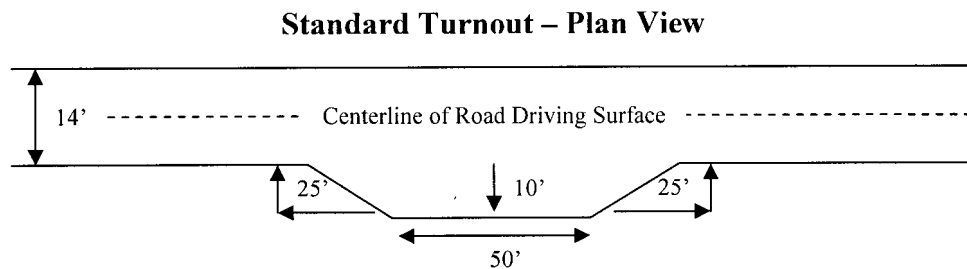 Standard Turnout – Plan View
14’
Centerline of Road Driving Surface
25’
10’
25’
50’